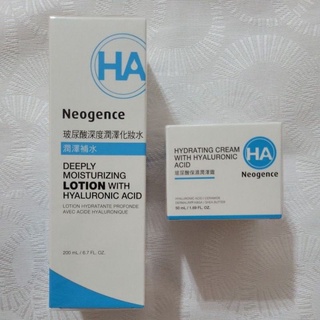 HA
Neogence
玻尿酸深度潤澤化妝水
潤澤補水
DEEPLY
MOISTURIZING
LOTION WITH
HYALURONIC ACID
LOTION HYDRATANTE PROFONDE
AVEC ACIDE HYALURONIQUE
200 mL / 6.7 FL. OZ.
HYDRATING CREAM
WITH HYALURONIC
ACID
HA
Neogence
50 mL / 1.69 FL. OZ.